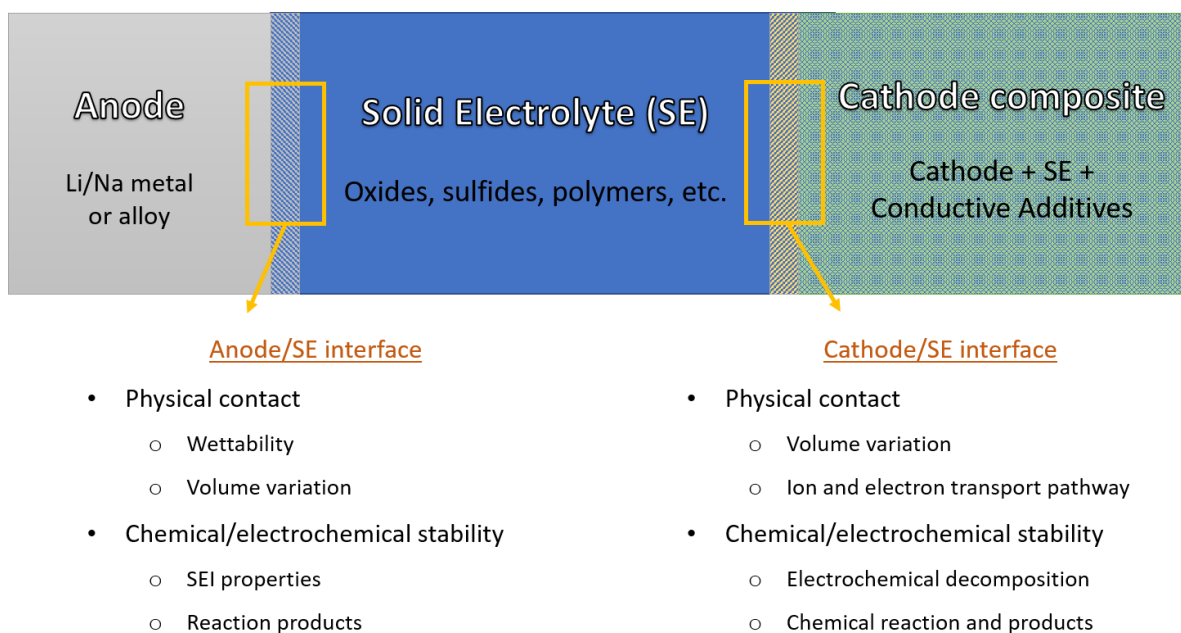 Anode
Li/Na metal
or alloy
Solid Electrolyte (SE)
Oxides, sulfides, polymers, etc.
Cathode composite
Cathode + SE +
Conductive Additives
Anode/SE interface
• Physical contact
o Wettability
o Volume variation
• Chemical/electrochemical stability
o SEI properties
o Reaction products
Cathode/SE interface
• Physical contact
o Volume variation
o Ion and electron transport pathway
• Chemical/electrochemical stability
o Electrochemical decomposition
o Chemical reaction and products